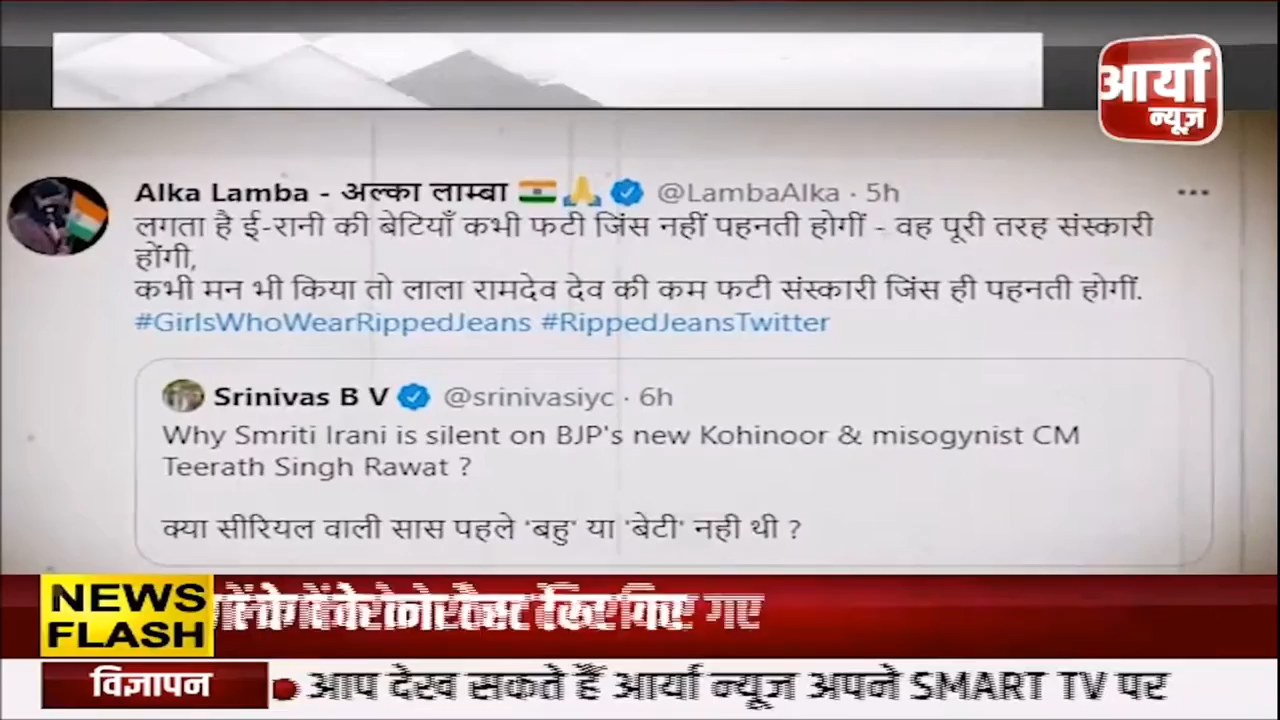 आर्या
न्यूज़
Alka Lamba - अल्का लाम्बा 🇮🇳🙏 @LambaAlka · 5h
लगता है ई-रानी की बेटियाँ कभी फटी जिंस नहीं पहनती होगीं - वह पूरी तरह संस्कारी
होंगी,
कभी मन भी किया तो लाला रामदेव देव की कम फटी संस्कारी जिंस ही पहनती होगीं.
#GirlsWhoWearRippedJeans #RippedJeansTwitter
Srinivas B V @srinivasiyc · 6h
Why Smriti Irani is silent on BJP's new Kohinoor & misogynist CM
Teerath Singh Rawat ?
क्या सीरियल वाली सास पहले 'बहु' या 'बेटी' नही थी ?
NEWS
FLASH
गए
विज्ञापन
आप देख सकते हैं आर्या न्यूज अपने SMART TV पर